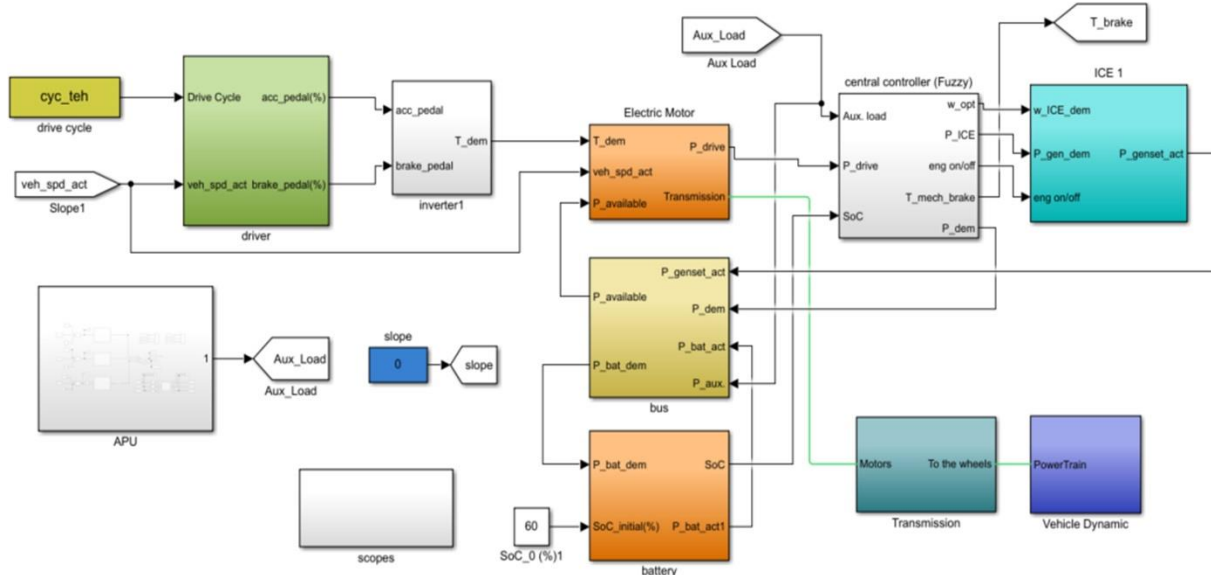 Aux_Load
Aux Load
T_brake
cyc_teh
drive cycle
Drive Cycle
acc_pedal(%)
veh_spd_act
brake_pedal(%)
driver
veh_spd_act
Slope1
acc_pedal
T_dem
brake_pedal
inverter1
Electric Motor
T_dem
P_drive
veh_spd_act
Transmission
P_available
central controller (Fuzzy)
w_opt
Aux. load
P_ICE
P_drive
eng on/off
T_mech_brake
SoC
P_dem
ICE 1
w_ICE_dem
P_gen_dem
P_genset_act
eng on/off
P_genset_act
P_available
P_dem
P_bat_act
P_bat_dem
P_aux.
bus
1
APU
Aux_Load
Aux_Load
slope
0
slope
scopes
P_bat_dem
SoC
SoC_initial(%)
P_bat_act1
battery
60
SoC_0 (%)1
Motors
To the wheels
Transmission
PowerTrain
Vehicle Dynamic